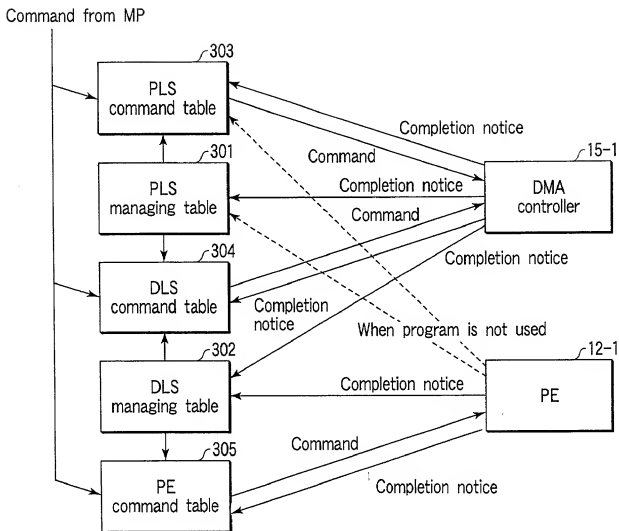 Command from MP
303
PLS
command table
Completion notice
301
15-1
Command
PLS
managing table
Completion notice
DMA
controller
Command
304
DLS
command table
Completion notice
Completion
notice
When program is not used
302
12-1
DLS
managing table
Completion notice
PE
305
Command
PE
command table
Completion notice